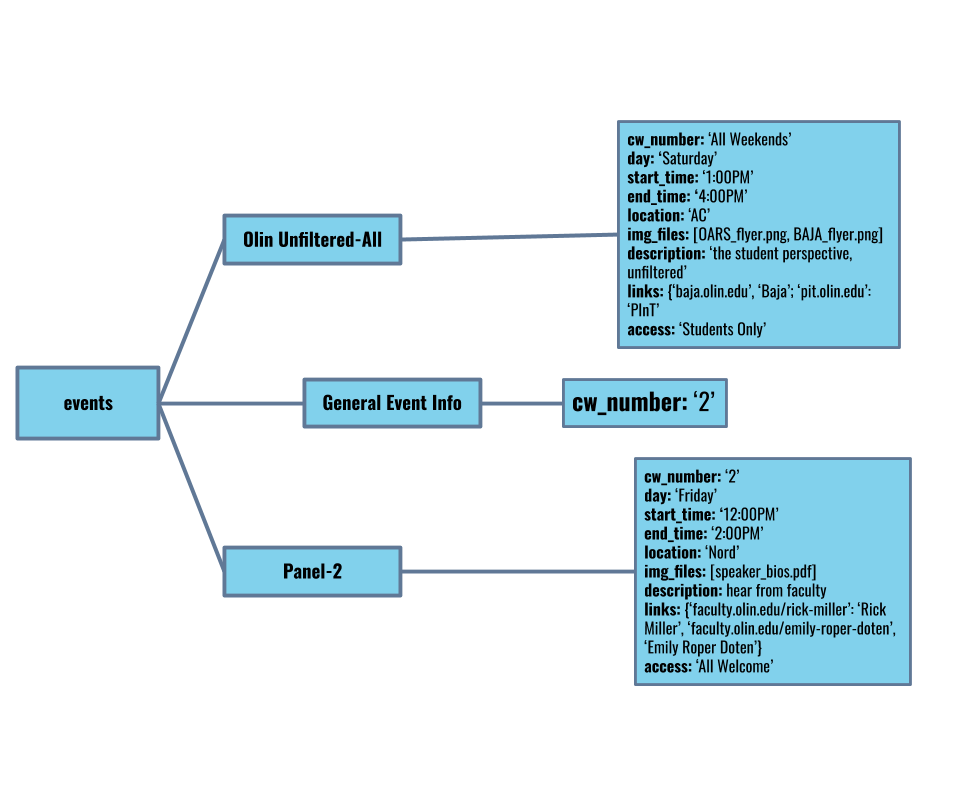 cw_number: ‘All Weekends’
day: ‘Saturday’
start_time: ‘1:00PM’
end_time: ‘4:00PM’
location: ‘AC’
img_files: [OARS_flyer.png, BAJA_flyer.png]
description: ‘the student perspective,
unfiltered’
links: {‘baja.olin.edu’, ‘Baja’; ‘pit.olin.edu’:
‘PInT’
access: ‘Students Only’
Olin Unfiltered-All
events
General Event Info
cw_number: ‘2’
cw_number: ‘2’
day: ‘Friday’
start_time: ‘12:00PM’
end_time: ‘2:00PM’
location: ‘Nord’
img_files: [speaker_bios.pdf]
description: hear from faculty
links: {‘faculty.olin.edu/rick-miller’: ‘Rick
Miller’, ‘faculty.olin.edu/emily-roper-doten’,
‘Emily Roper Doten’}
access: ‘All Welcome’
Panel-2